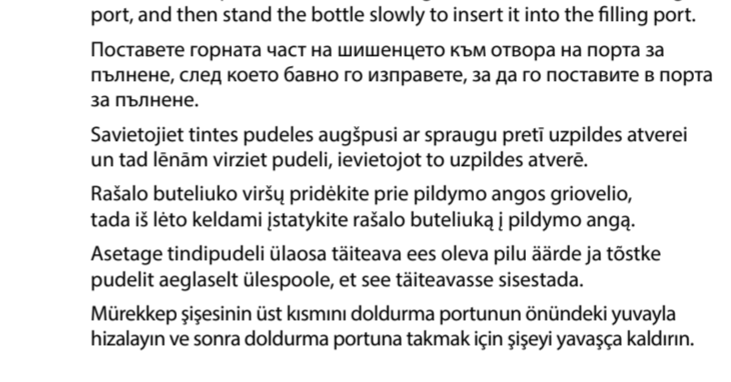 port, and then stand the bottle slowly to insert it into the filling port.
Поставете горната част на шишенцето към отвора на порта за
пълнене, след което бавно го изправете, за да го поставите в порта
за пълнене.
Savietojiet tintes pudeles augšpusi ar spraugu pretī uzpildes atverei
un tad lēnām virziet pudeli, ievietojot to uzpildes atverē.
Rašalo buteliuko viršų pridėkite prie pildymo angos griovelio,
tada iš lėto keldami įstatykite rašalo buteliuką į pildymo angą.
Asetage tindipudeli ülaosa täiteava ees oleva pilu äärde ja tõstke
pudelit aeglaselt ülespoole, et see täiteavasse sisestada.
Mürekkep şişesinin üst kısmını doldurma portunun önündeki yuvayla
hizalayın ve sonra doldurma portuna takmak için şişeyi yavaşça kaldırın.